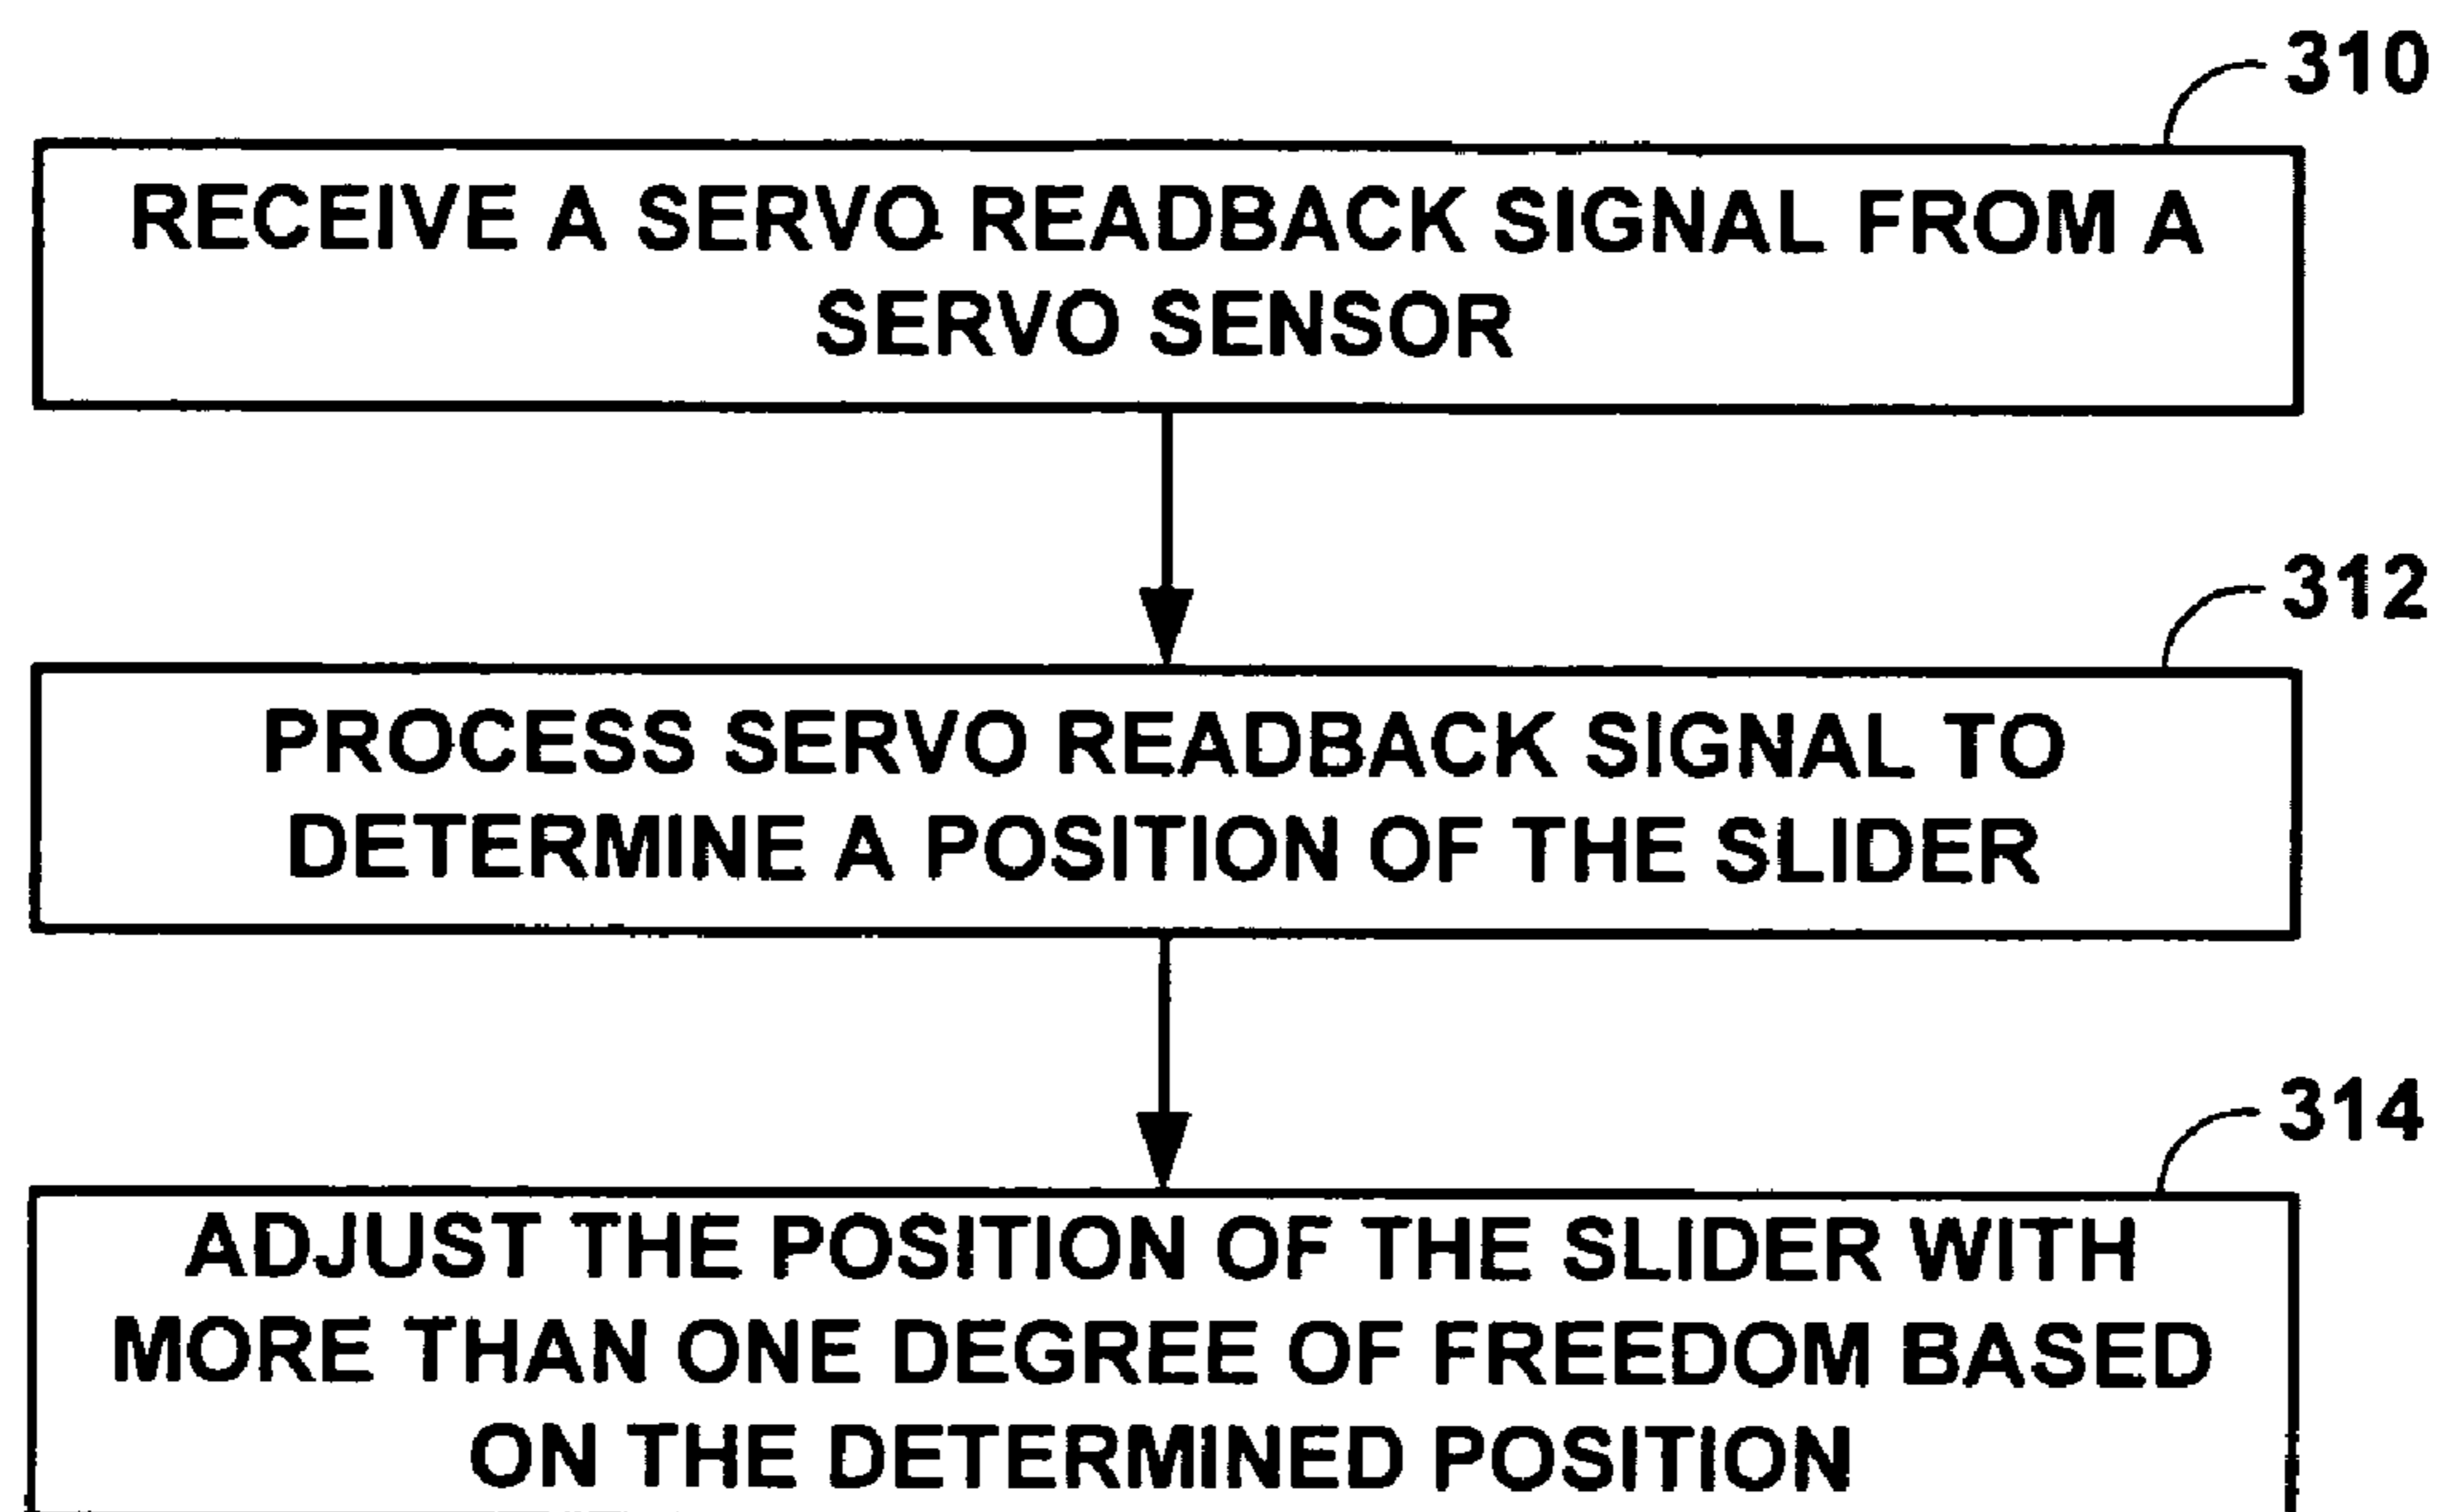 310
RECEIVE A SERVO READBACK SIGNAL FROM A
SERVO SENSOR
312
PROCESS SERVO READBACK SIGNAL TO
DETERMINE A POSITION OF THE SLIDER
314
ADJUST THE POSITION OF THE SLIDER WITH
MORE THAN ONE DEGREE OF FREEDOM BASED
ON THE DETERMINED POSITION